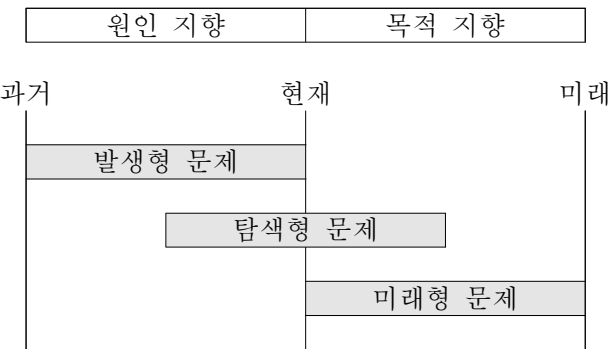 원인 지향 목적 지향
과거 현재 미래
발생형 문제
탐색형 문제
미래형 문제